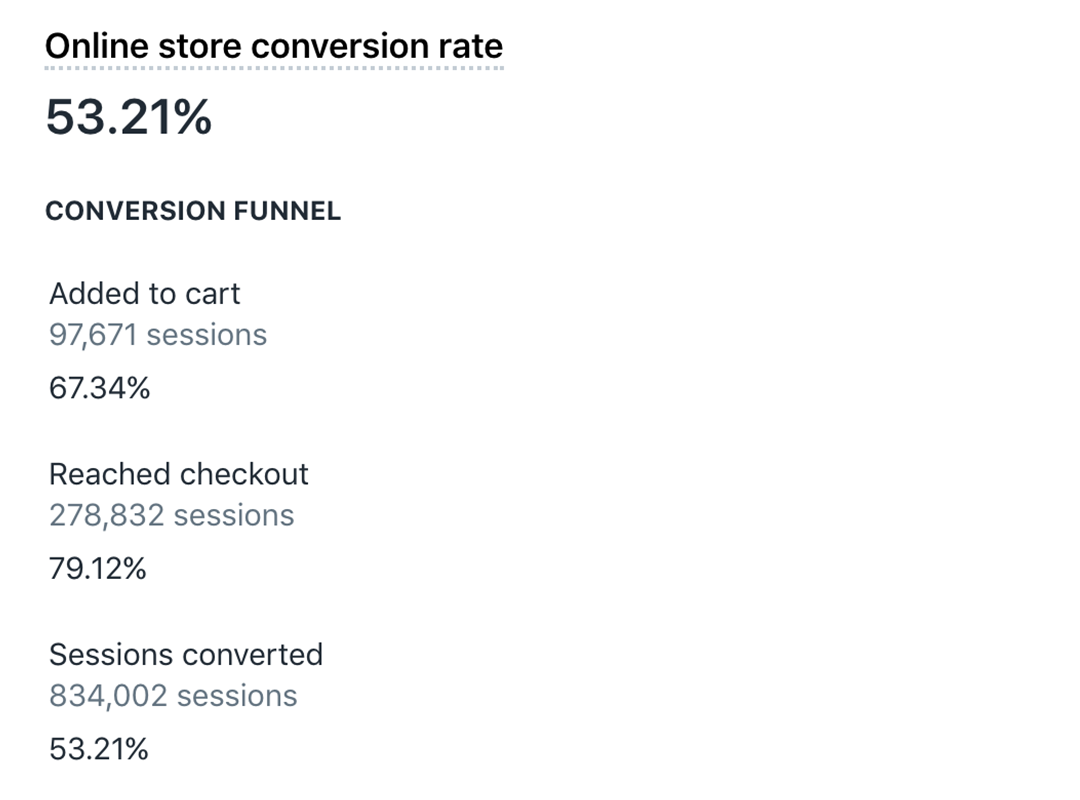 Online store conversion rate
53.21%
CONVERSION FUNNEL
Added to cart
97,671 sessions
67.34%
Reached checkout
278,832 sessions
79.12%
Sessions converted
834,002 sessions
53.21%